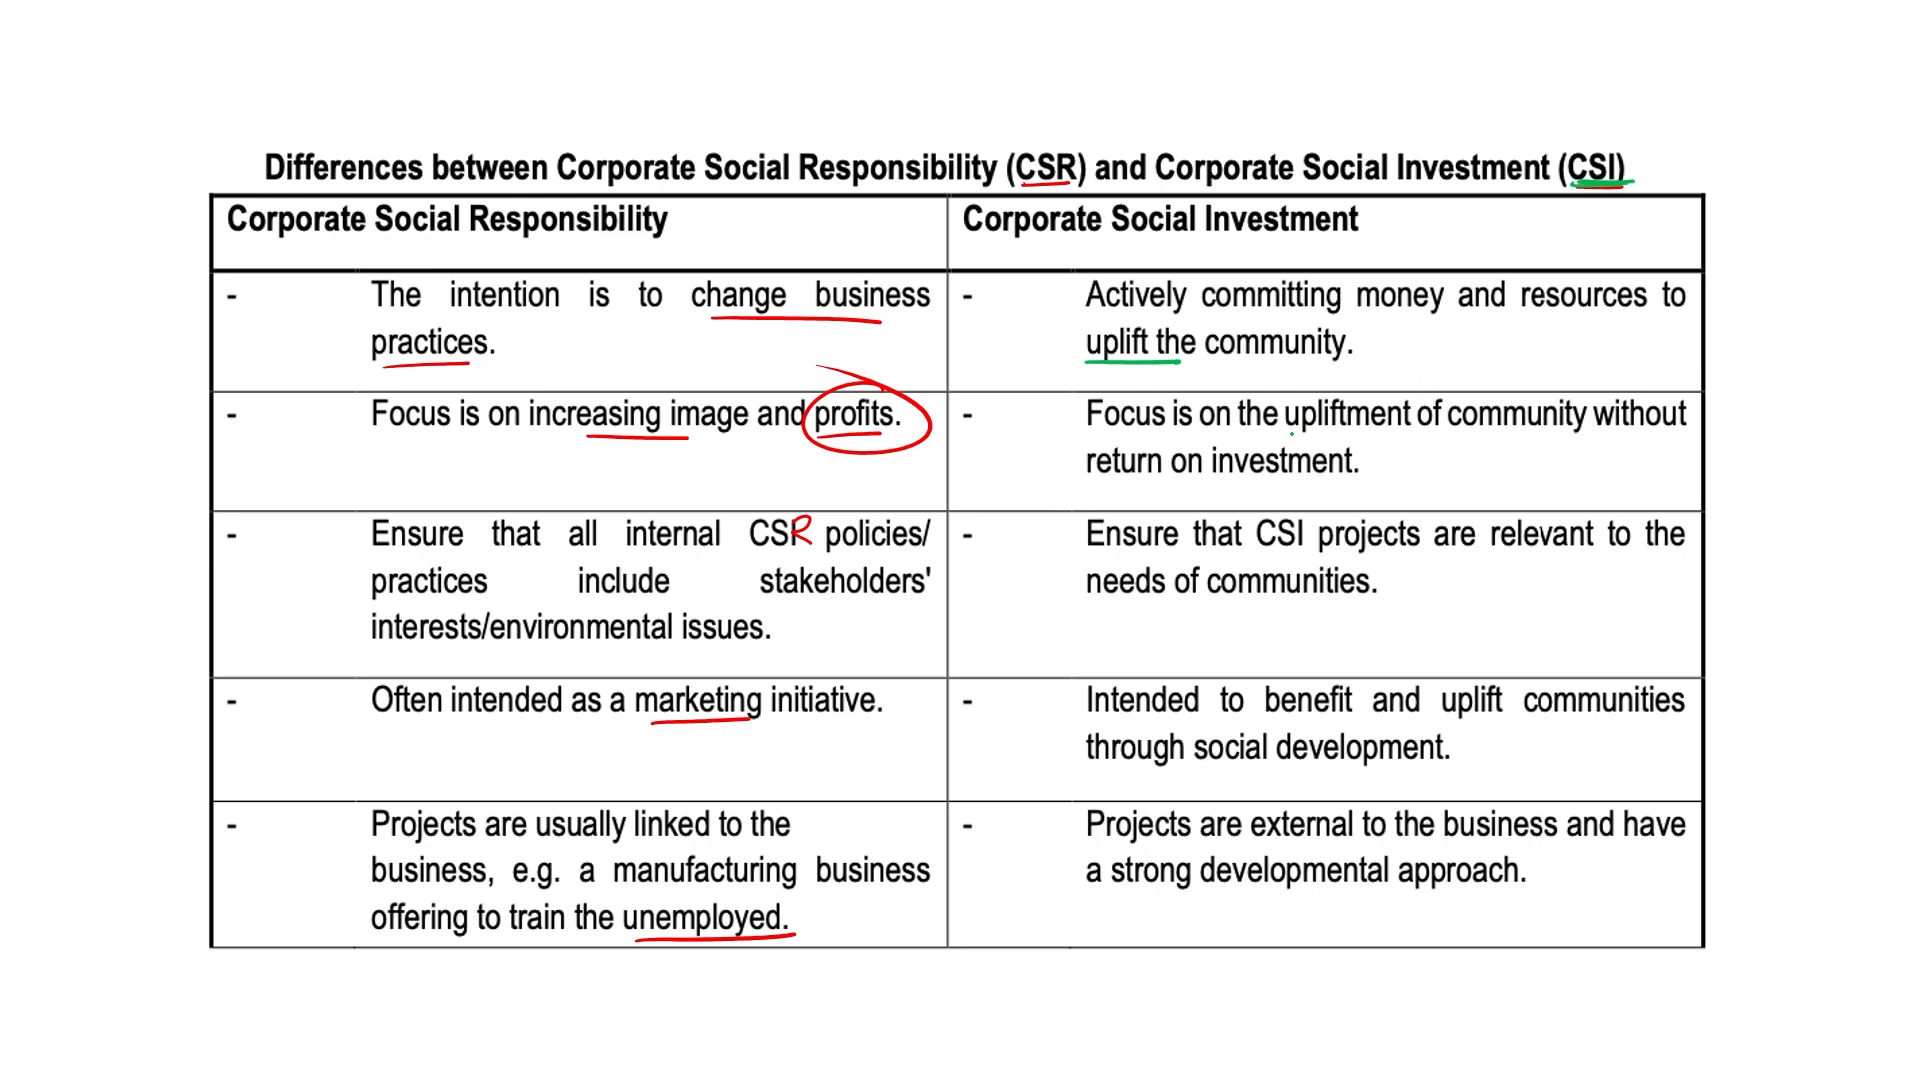 Differences between Corporate Social Responsibility (CSR) and Corporate Social Investment (CSI)
Corporate Social Responsibility
Corporate Social Investment
- The intention is to change business
practices.
- Actively committing money and resources to
uplift the community.
- Focus is on increasing image and profits.
- Focus is on the upliftment of community without
return on investment.
- Ensure that all internal CSR policies/
practices include stakeholders'
interests/environmental issues.
- Ensure that CSI projects are relevant to the
needs of communities.
- Often intended as a marketing initiative.
- Intended to benefit and uplift communities
through social development.
- Projects are usually linked to the
business, e.g. a manufacturing business
offering to train the unemployed.
- Projects are external to the business and have
a strong developmental approach.